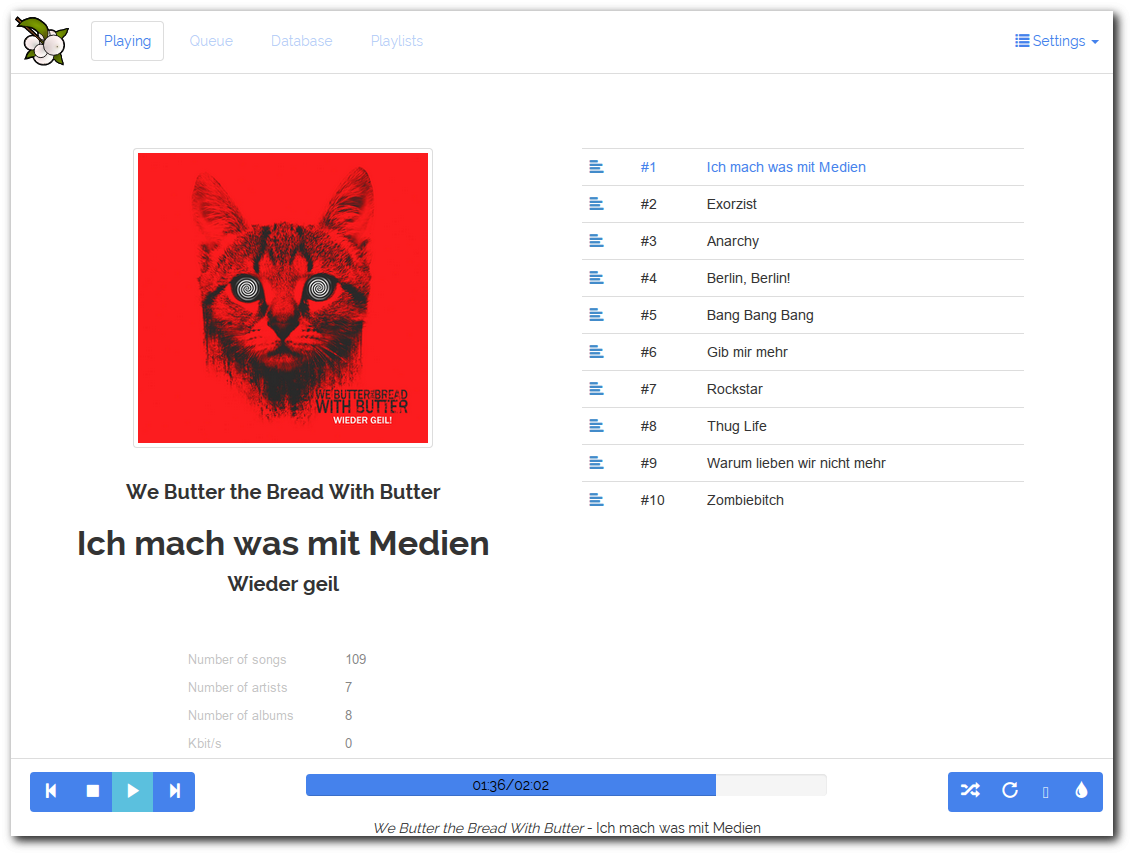 Playing Queue Database Playlists Settings
WE BUTTER THE BREAD
WITH BUTTER
WIEDER GEIL!
We Butter the Bread With Butter
Ich mach was mit Medien
Wieder geil
Number of songs 109
Number of artists 7
Number of albums 8
Kbit/s 0
#1 Ich mach was mit Medien
#2 Exorzist
#3 Anarchy
#4 Berlin, Berlin!
#5 Bang Bang Bang
#6 Gib mir mehr
#7 Rockstar
#8 Thug Life
#9 Warum lieben wir nicht mehr
#10 Zombiebitch
01:36/02:02
We Butter the Bread With Butter - Ich mach was mit Medien